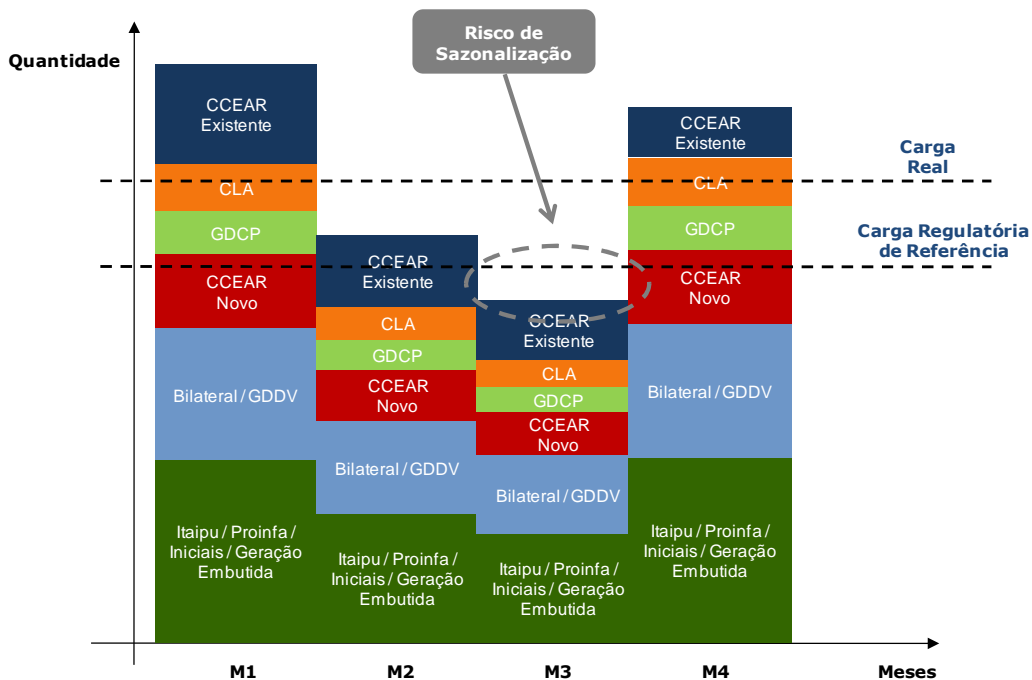 Quantidade
Risco de
Sazonalização
CCEAR
Existente
CLA
GDCP
CCEAR
Novo
Bilateral / GDDV
Itaipu / Proinfa /
Iniciais / Geração
Embutida
CCEAR
Existente
CLA
GDCP
CCEAR
Novo
Bilateral / GDDV
Itaipu / Proinfa /
Iniciais / Geração
Embutida
CCEAR
Existente
CLA
GDCP
CCEAR
Novo
Bilateral / GDDV
Itaipu / Proinfa /
Iniciais / Geração
Embutida
CCEAR
Existente
CLA
GDCP
CCEAR
Novo
Bilateral / GDDV
Itaipu / Proinfa /
Iniciais / Geração
Embutida
Carga
Real
Carga Regulatória
de Referência
M1
M2
M3
M4
Meses